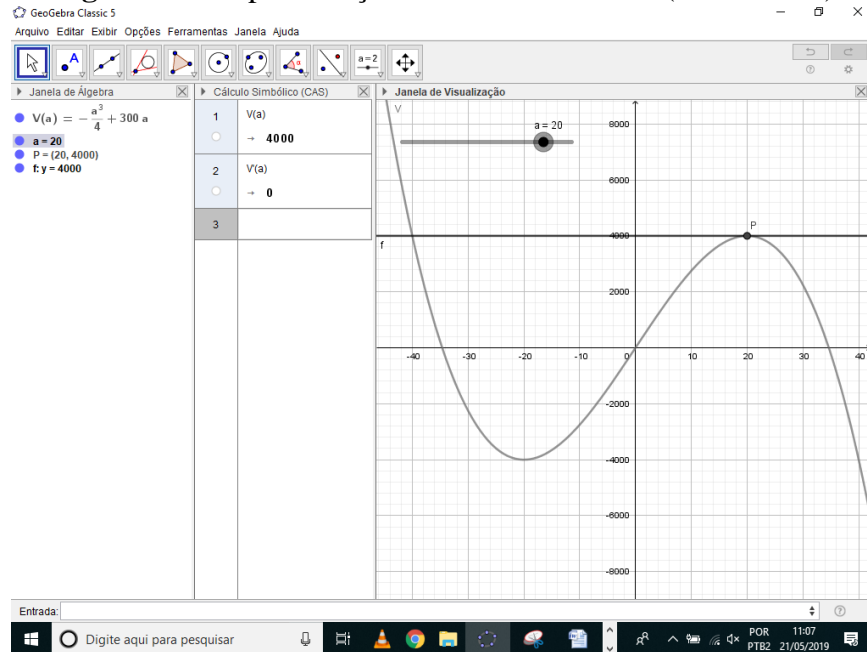 GeoGebra Classic 5
Arquivo Editar Exibir Opções Ferramentas Janela Ajuda
A
a=2
Janela de Álgebra
V(a) = -a³/4 + 300 a
a = 20
P = (20, 4000)
f: y = 4000
Cálculo Simbólico (CAS)
1
V(a)
→ 4000
2
V'(a)
→ 0
3
Janela de Visualização
V
a = 20
8000
6000
4000
2000
-2000
-4000
-6000
-8000
-40 -30 -20 -10 0 10 20 30 40
f
P
Entrada:
Digite aqui para pesquisar
POR
PTB2
11:07
21/05/2019